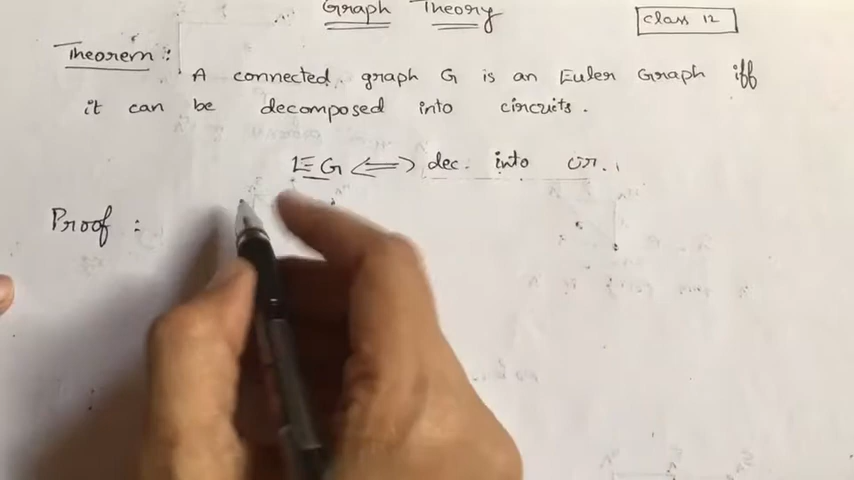 Graph Theory
class 12
Theorem :
A connected graph G is an Euler Graph iff
it can be decomposed into circuits.
EG ⟺ dec. into cir.
Proof :